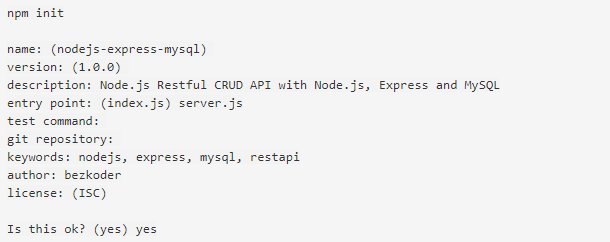 npm init
name: (nodejs-express-mysql)
version: (1.0.0)
description: Node.js Restful CRUD API with Node.js, Express and MySQL
entry point: (index.js) server.js
test command:
git repository:
keywords: nodejs, express, mysql, restapi
author: bezkoder
license: (ISC)
Is this ok? (yes) yes